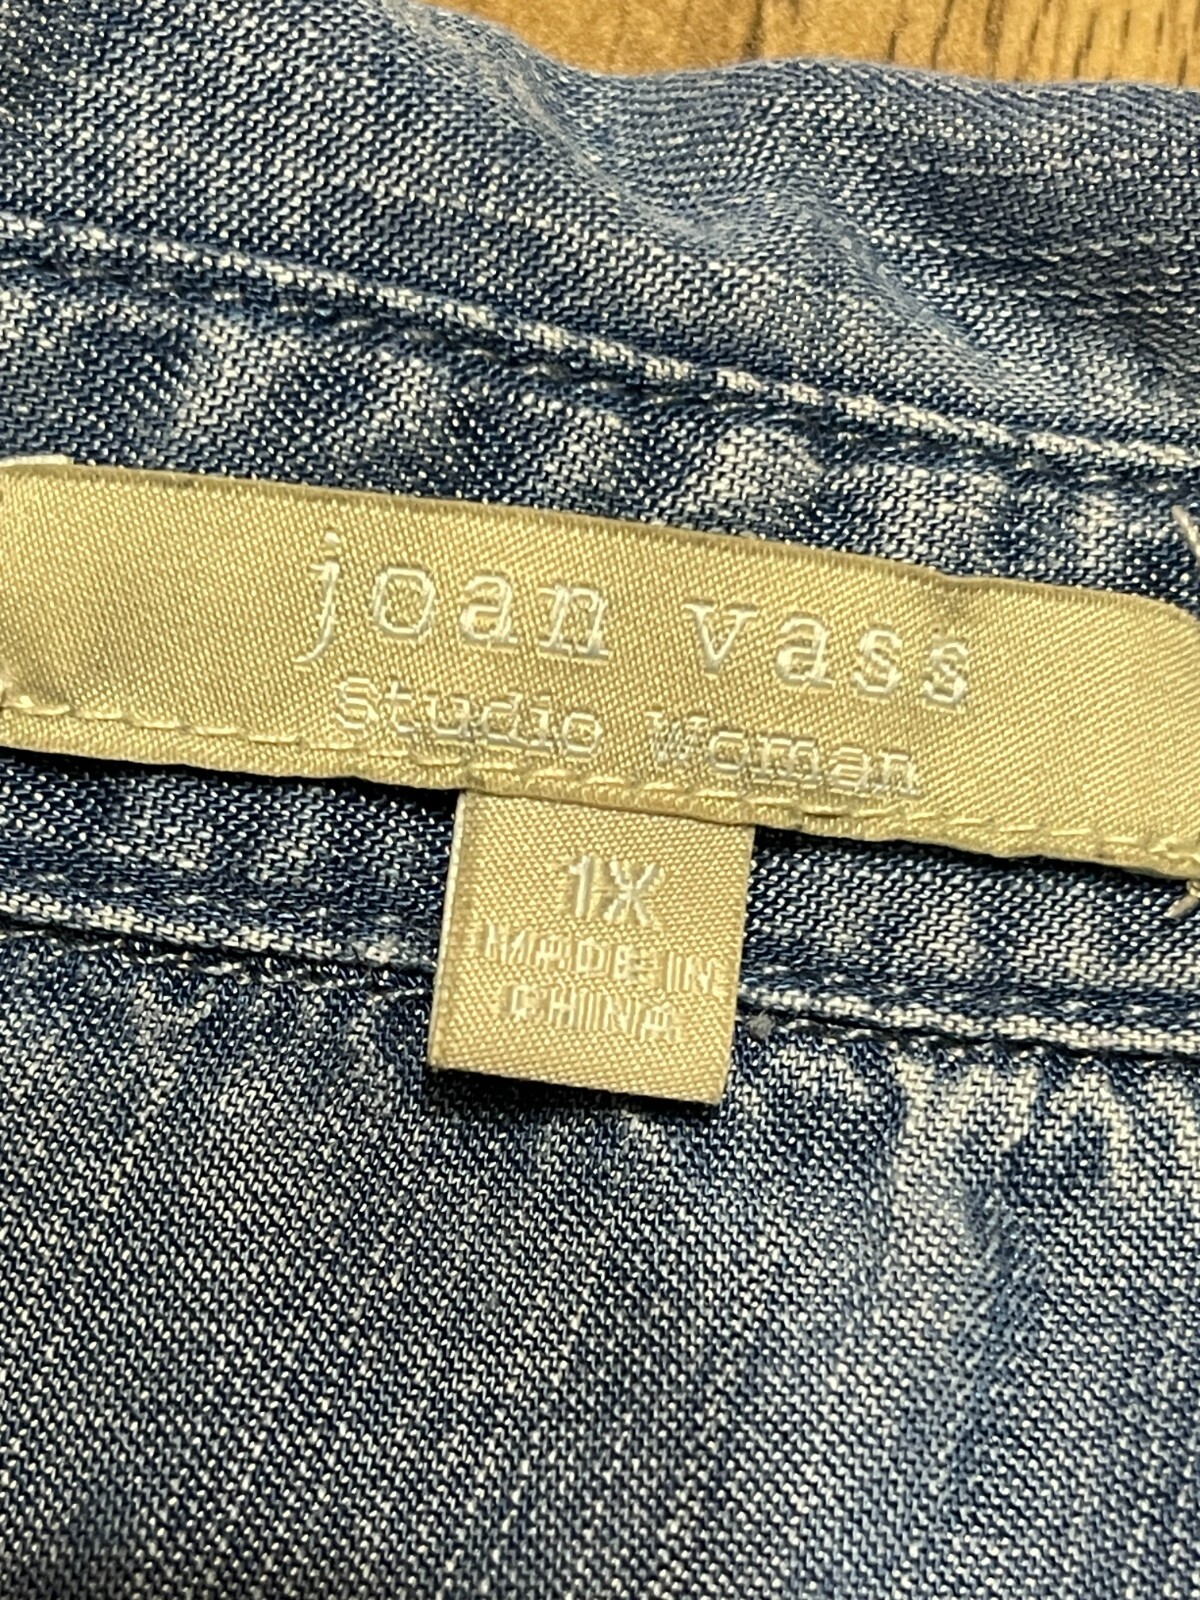 joan vass
Studio Woman
1X
MADE IN
CHINA